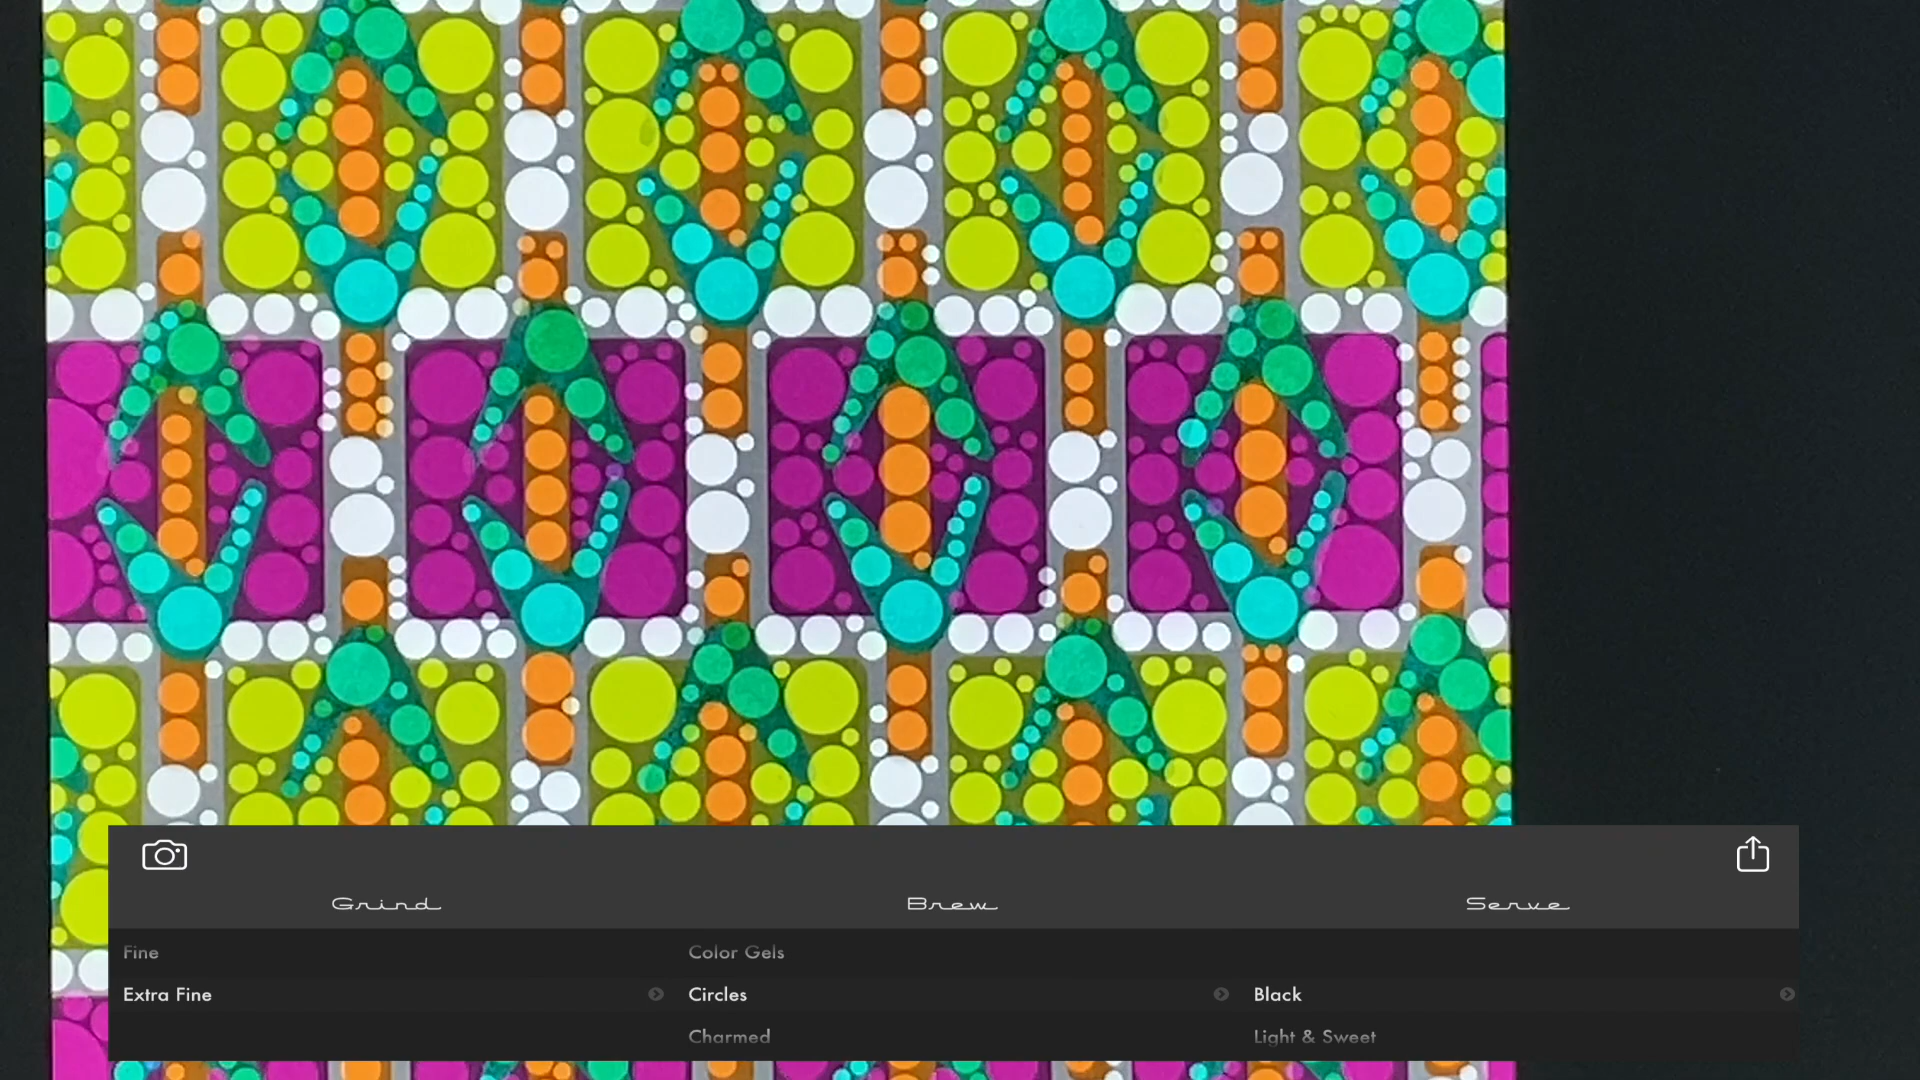 Grind Brew Serve
Fine Color Gels
Extra Fine Circles Black
Charmed Light & Sweet